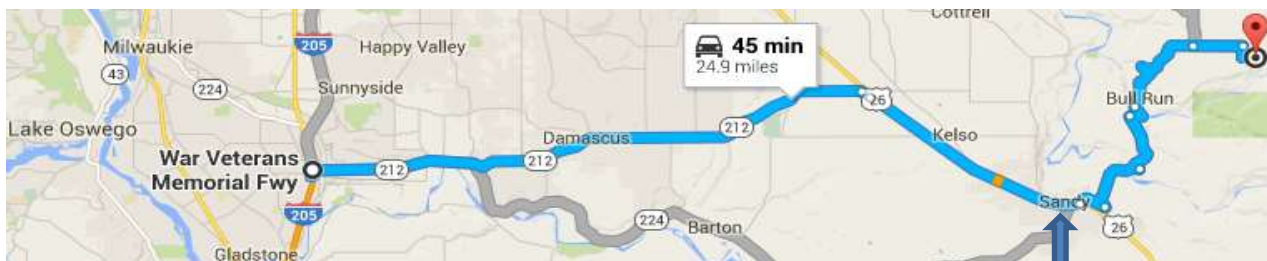 Cottrell
Milwaukie
205
Happy Valley
45 min
24.9 miles
43
224
Sunnyside
26
Bull Run
Lake Oswego
Damascus
212
Kelso
War Veterans
Memorial Fwy
212
212
205
Sandy
224
Barton
26
Gladstone